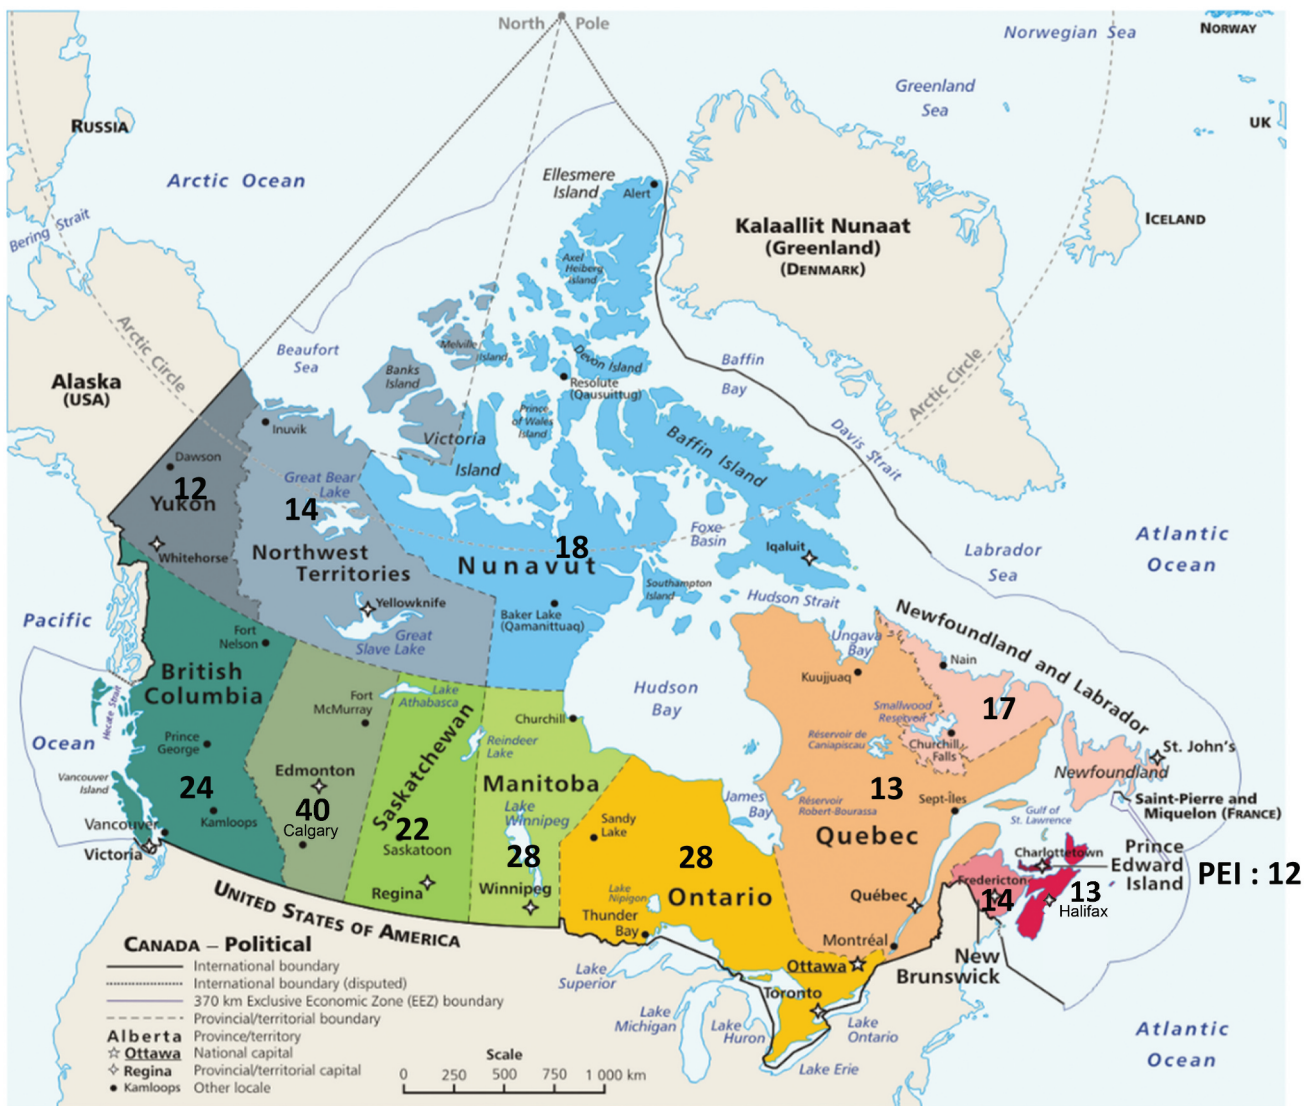 North Pole
Norwegian Sea
NORWAY
Greenland
Sea
UK
RUSSIA
Arctic Ocean
Ellesmere
Island
Alert
Bering Strait
Kalaallit Nunaat
(Greenland)
(DENMARK)
ICELAND
Axel
Heiberg
island
Arctic Circle
Beaufort
Sea
Melville Island
Banks
Island
Devon Island
Resolute
(Qausuittug)
Baffin
Bay
Arctic Circle
Alaska
(USA)
Prince
of Wales
Island
Inuvik
Victoria
Island
Baffin Island
Davis Strait
Dawson
12
Yukon
Great Bear
Lake
14
Whitehorse
Northwest
Territories
Yellowknife
Great
Slave Lake
18
Nunavut
Foxe
Basin
Iqaluit
Southampton
Island
Baker Lake
(Qamanittuaq)
Hudson Strait
Labrador
Sea
Atlantic
Ocean
Pacific
Ocean
Hecate Strait
Fort
Nelson
British
Columbia
Prince
George
24
Kamloops
Vancouver
Island
Vancouver
Victoria
Fort
McMurray
Edmonton
40
Calgary
Lake
Athabasca
Saskatchewan
22
Saskatoon
Regina
Reindeer
Lake
Churchill
Manitoba
Lake
Winnipeg
28
Winnipeg
Hudson
Bay
James
Bay
Sandy
Lake
28
Ontario
Lake
Nipigon
Thunder
Bay
Ottawa
Toronto
Ungava
Bay
Kuujjuaq
Réservoir de
Caniapiscau
Réservoir
Robert-Bourassa
13
Quebec
Sept-Îles
Québec
Montréal
Newfoundland and Labrador
Nain
17
Smallwood
Reservoir
Churchill
Falls
St. John's
Newfoundland
Saint-Pierre and
Miquelon (FRANCE)
Gulf of
St. Lawrence
Charlottetown
Prince
Edward
Island
PEI : 12
Fredericton
14
13
Halifax
New
Brunswick
UNITED STATES OF AMERICA
Lake
Superior
Lake
Michigan
Lake
Huron
Lake
Ontario
Lake Erie
Atlantic
Ocean
CANADA – Political
International boundary
International boundary (disputed)
370 km Exclusive Economic Zone (EEZ) boundary
Provincial/territorial boundary
Alberta Province/territory
Ottawa National capital
Regina Provincial/territorial capital
Kamloops Other locale
Scale
0 250 500 750 1 000 km